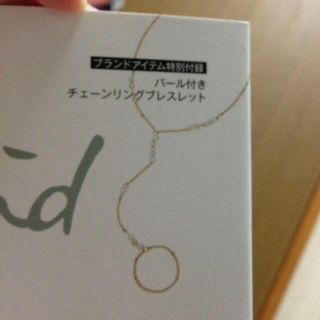 ブランドアイテム特別付録
パール付き
チェーンリングブレスレット
id